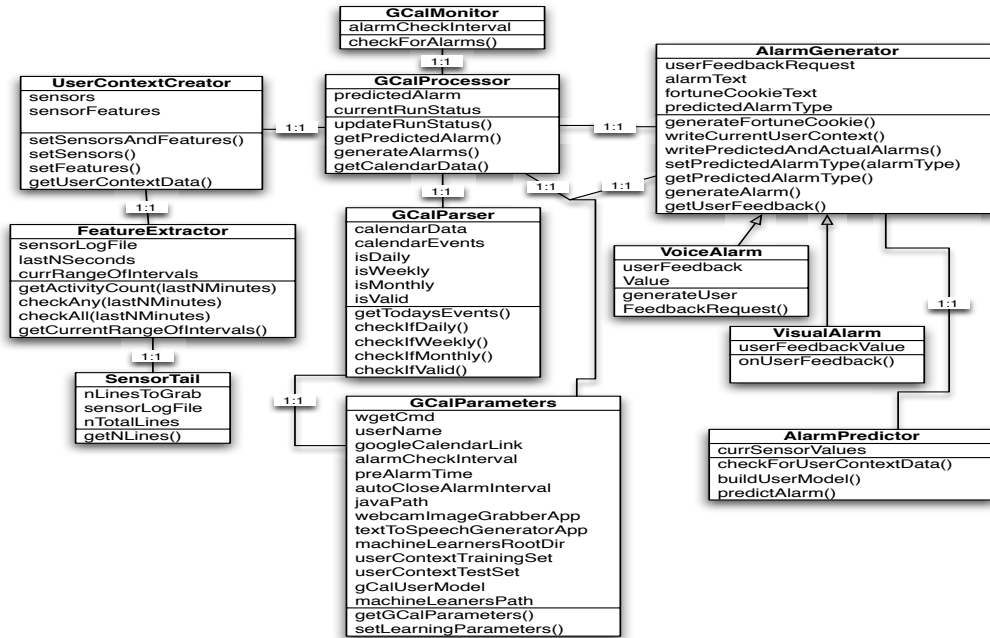 GCalMonitor
alarmCheckInterval
checkForAlarms()
1:1
UserContextCreator
sensors
sensorFeatures
setSensorsAndFeatures()
setSensors()
setFeatures()
getUserContextData()
1:1
GCalProcessor
predictedAlarm
currentRunStatus
updateRunStatus()
getPredictedAlarm()
generateAlarms()
getCalendarData()
1:1
AlarmGenerator
userFeedbackRequest
alarmText
fortuneCookieText
predictedAlarmType
generateFortuneCookie()
writeCurrentUserContext()
writePredictedAndActualAlarms()
setPredictedAlarmType(alarmType)
getPredictedAlarmType()
generateAlarm()
getUserFeedback()
1:1
1:1
1:1
1:1
FeatureExtractor
sensorLogFile
lastNSeconds
currRangeOfIntervals
getActivityCount(lastNMinutes)
checkAny(lastNMinutes)
checkAll(lastNMinutes)
getCurrentRangeOfIntervals()
1:1
GCalParser
calendarData
calendarEvents
isDaily
isWeekly
isMonthly
isValid
getTodaysEvents()
checkIfDaily()
checkIfWeekly()
checkIfMonthly()
checkIfValid()
VoiceAlarm
userFeedback
Value
generateUser
FeedbackRequest()
1:1
VisualAlarm
userFeedbackValue
onUserFeedback()
SensorTail
nLinesToGrab
sensorLogFile
nTotalLines
getNLines()
1:1
GCalParameters
wgetCmd
userName
googleCalendarLink
alarmCheckInterval
preAlarmTime
autoCloseAlarmInterval
javaPath
webcamImageGrabberApp
textToSpeechGeneratorApp
machineLearnersRootDir
userContextTrainingSet
userContextTestSet
gCalUserModel
machineLeanersPath
getGCalParameters()
setLearningParameters()
AlarmPredictor
currSensorValues
checkForUserContextData()
buildUserModel()
predictAlarm()